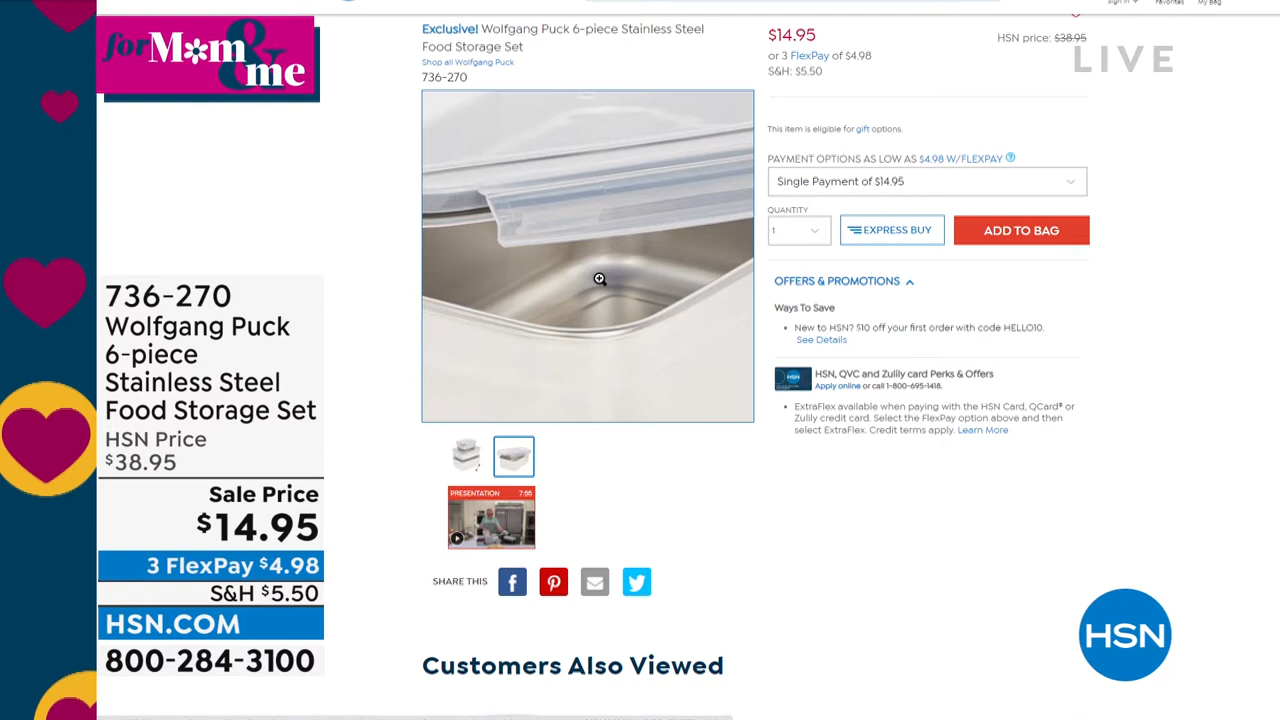 Sign in
Favorites
My Bag
for Mom
& me
Exclusive! Wolfgang Puck 6-piece Stainless Steel
Food Storage Set
Shop all Wolfgang Puck
736-270
$14.95
HSN price: $38.95
or 3 FlexPay of $4.98
S&H: $5.50
LIVE
This item is eligible for gift options.
PAYMENT OPTIONS AS LOW AS $4.98 W/FLEXPAY ?
Single Payment of $14.95
QUANTITY
1
EXPRESS BUY
ADD TO BAG
OFFERS & PROMOTIONS
Ways To Save
• New to HSN? $10 off your first order with code HELLO10.
See Details
HSN
HSN, QVC and Zulily card Perks & Offers
Apply online or call 1-800-695-1418.
• ExtraFlex available when paying with the HSN Card, QCard® or
Zulily credit card. Select the FlexPay option above and then
select ExtraFlex. Credit terms apply. Learn More
736-270
Wolfgang Puck
6-piece
Stainless Steel
Food Storage Set
HSN Price
$38.95
Sale Price
$14.95
3 FlexPay $4.98
S&H $5.50
HSN.COM
800-284-3100
PRESENTATION 7:55
SHARE THIS
HSN
Customers Also Viewed